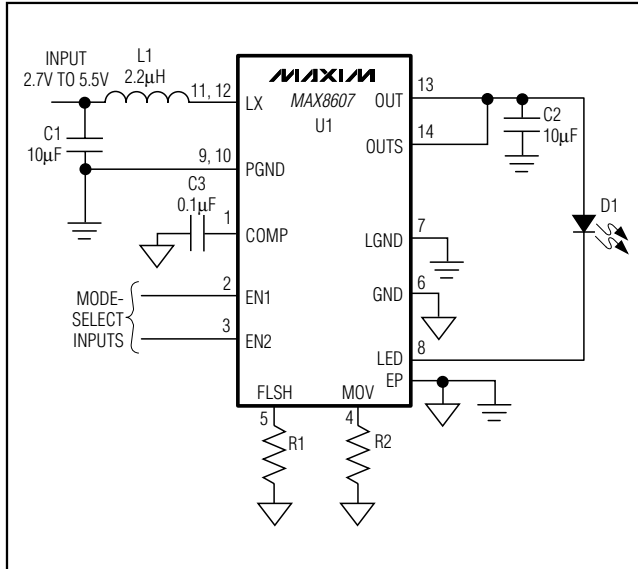 INPUT
2.7V TO 5.5V
L1
2.2µH
11, 12
LX
MAXIM
MAX8607
U1
OUT
13
C2
10µF
OUTS
14
C1
10µF
9, 10
PGND
C3
0.1µF
1
COMP
D1
LGND
7
GND
6
MODE-
SELECT
INPUTS
2
EN1
3
EN2
LED
8
EP
FLSH
MOV
5
4
R1
R2